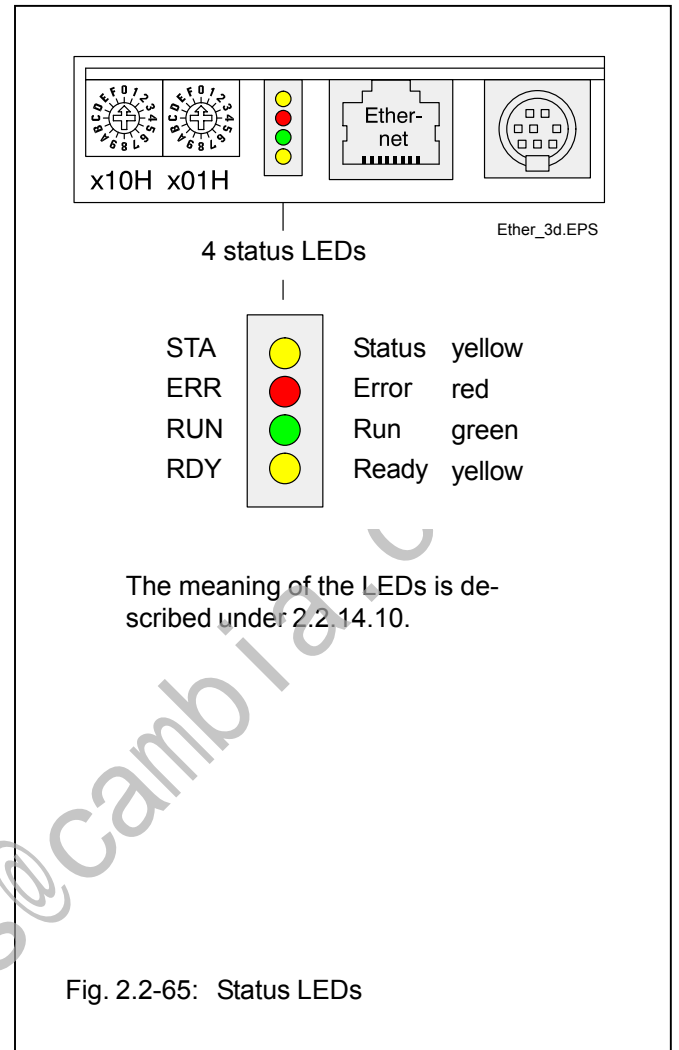 x10H x01H
Ether-
net
Ether_3d.EPS
4 status LEDs
STA Status yellow
ERR Error red
RUN Run green
RDY Ready yellow
The meaning of the LEDs is de-
scribed under 2.2.14.10.
@cambia.
Fig. 2.2-65: Status LEDs